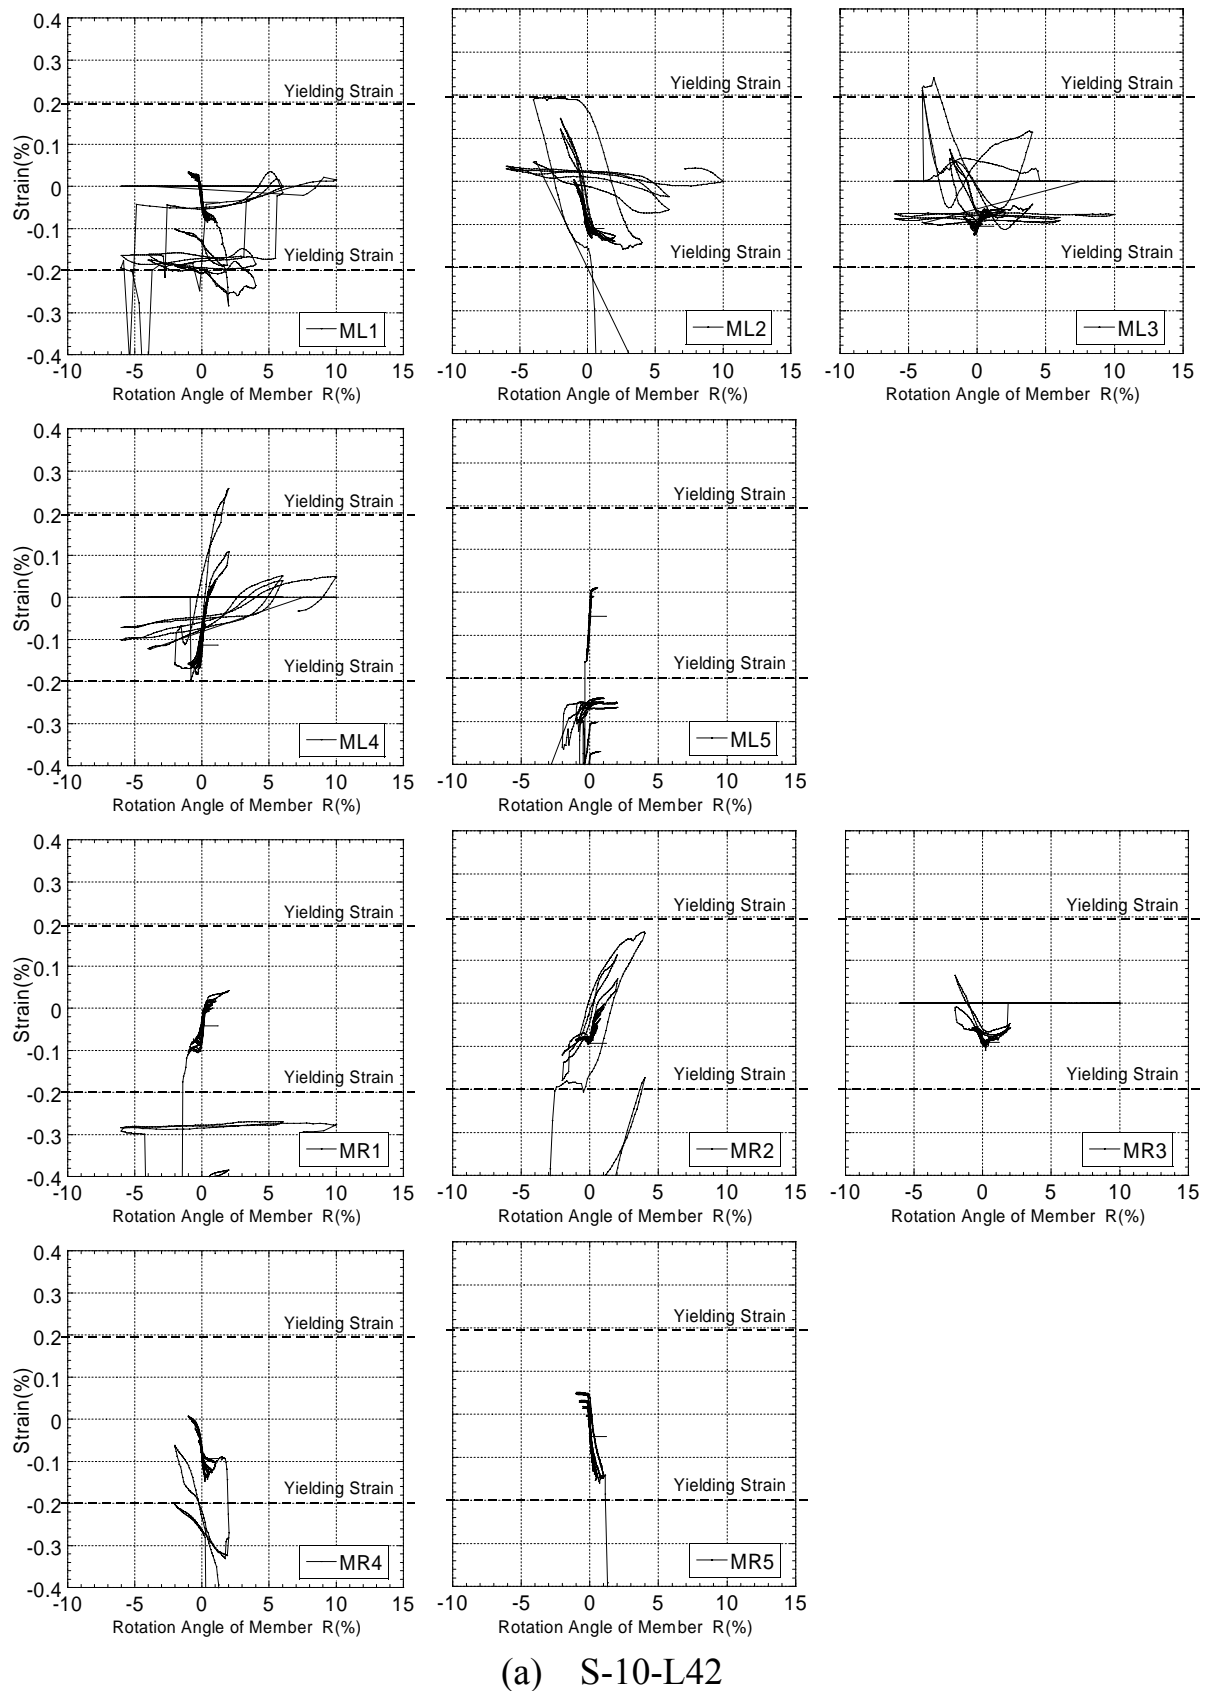 0.4
0.3
0.2
0.1
0
-0.1
-0.2
-0.3
-0.4
Strain(%)
Yielding Strain
Yielding Strain
ML1
-10 -5 0 5 10 15
Rotation Angle of Member R(%)
Yielding Strain
Yielding Strain
ML2
-10 -5 0 5 10 15
Rotation Angle of Member R(%)
Yielding Strain
Yielding Strain
ML3
-10 -5 0 5 10 15
Rotation Angle of Member R(%)
0.4
0.3
0.2
0.1
0
-0.1
-0.2
-0.3
-0.4
Strain(%)
Yielding Strain
Yielding Strain
ML4
-10 -5 0 5 10 15
Rotation Angle of Member R(%)
Yielding Strain
Yielding Strain
ML5
-10 -5 0 5 10 15
Rotation Angle of Member R(%)
0.4
0.3
0.2
0.1
0
-0.1
-0.2
-0.3
-0.4
Strain(%)
Yielding Strain
Yielding Strain
MR1
-10 -5 0 5 10 15
Rotation Angle of Member R(%)
Yielding Strain
Yielding Strain
MR2
-10 -5 0 5 10 15
Rotation Angle of Member R(%)
Yielding Strain
Yielding Strain
MR3
-10 -5 0 5 10 15
Rotation Angle of Member R(%)
0.4
0.3
0.2
0.1
0
-0.1
-0.2
-0.3
-0.4
Strain(%)
Yielding Strain
Yielding Strain
MR4
-10 -5 0 5 10 15
Rotation Angle of Member R(%)
Yielding Strain
Yielding Strain
MR5
-10 -5 0 5 10 15
Rotation Angle of Member R(%)
(a) S-10-L42